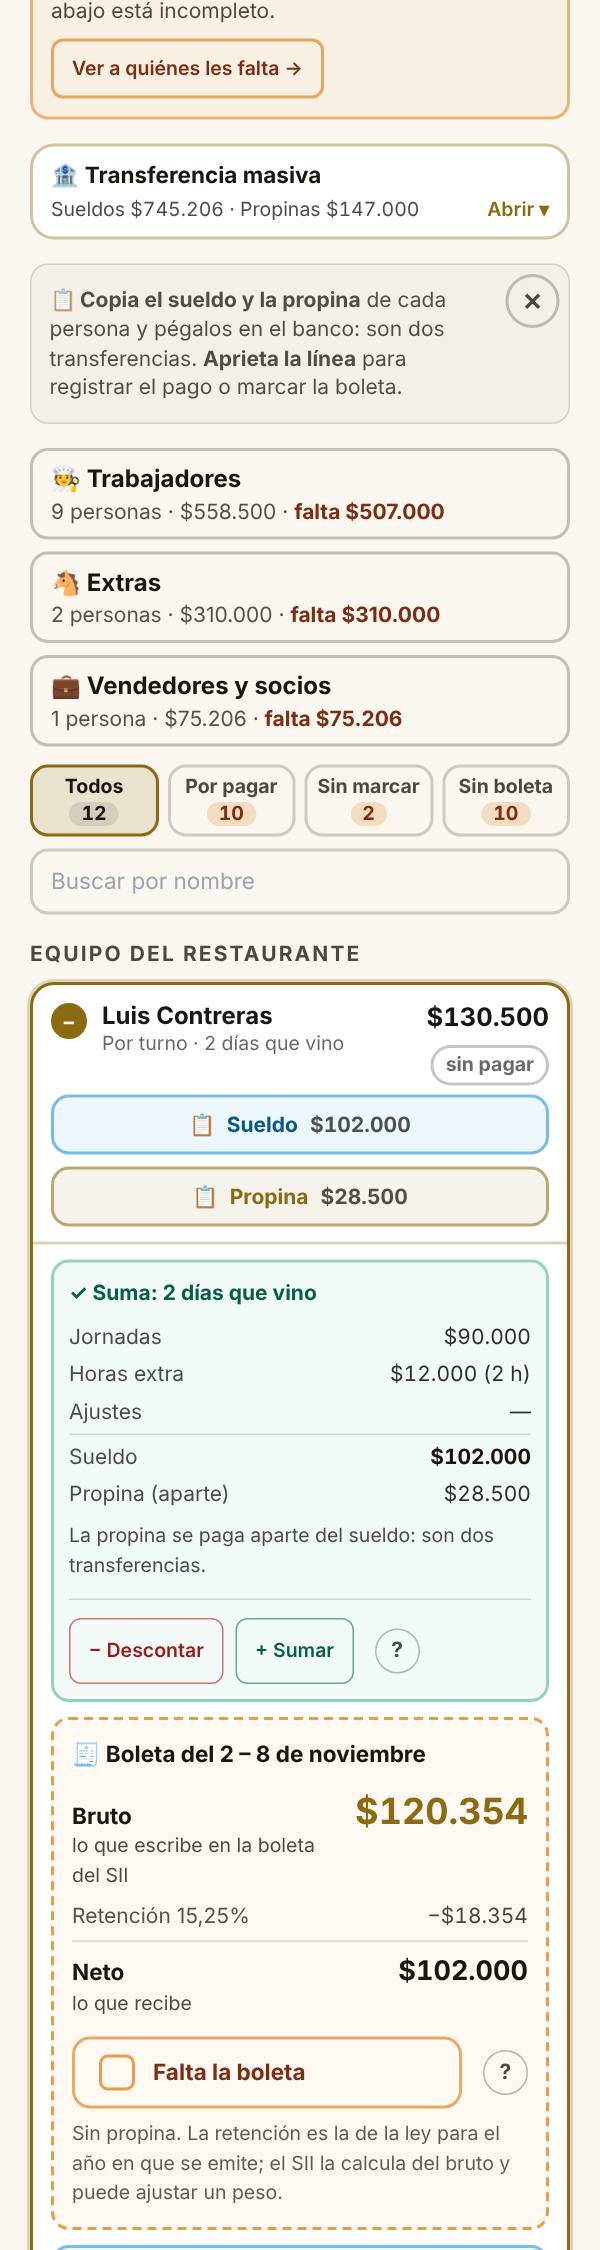 abajo está incompleto.
Ver a quiénes les falta →
🏦 Transferencia masiva
Sueldos $745.206 · Propinas $147.000 Abrir ▾
📋 Copia el sueldo y la propina de cada
persona y pégalos en el banco: son dos
transferencias. Aprieta la línea para
registrar el pago o marcar la boleta.
✕
🧑‍🍳 Trabajadores
9 personas · $558.500 · falta $507.000
🐴 Extras
2 personas · $310.000 · falta $310.000
💼 Vendedores y socios
1 persona · $75.206 · falta $75.206
Todos Por pagar Sin marcar Sin boleta
12 10 2 10
Buscar por nombre
EQUIPO DEL RESTAURANTE
– Luis Contreras $130.500
Por turno · 2 días que vino
sin pagar
📋 Sueldo $102.000
📋 Propina $28.500
✓ Suma: 2 días que vino
Jornadas $90.000
Horas extra $12.000 (2 h)
Ajustes —
Sueldo $102.000
Propina (aparte) $28.500
La propina se paga aparte del sueldo: son dos
transferencias.
− Descontar + Sumar ?
🧾 Boleta del 2 – 8 de noviembre
Bruto $120.354
lo que escribe en la boleta
del SII
Retención 15,25% −$18.354
Neto $102.000
lo que recibe
Falta la boleta ?
Sin propina. La retención es la de la ley para el
año en que se emite; el SII la calcula del bruto y
puede ajustar un peso.